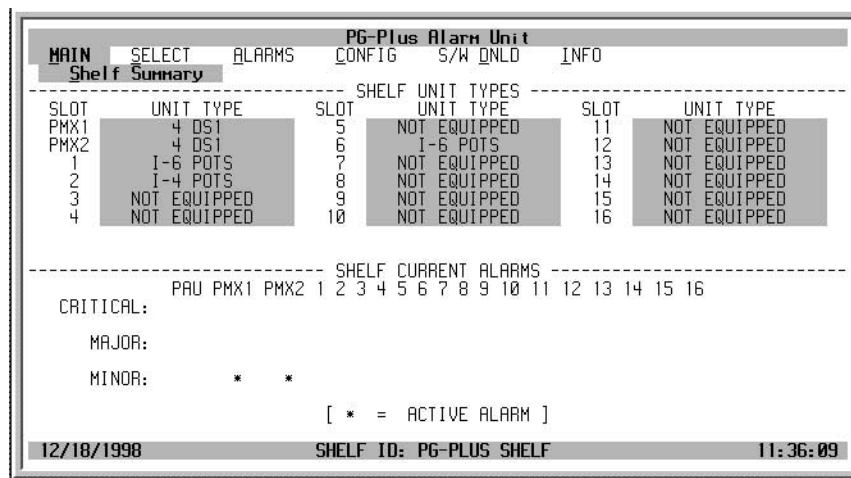 PG-Plus Alarm Unit
MAIN SELECT ALARMS CONFIG S/W DNLD INFO
Shelf Summary
SHELF UNIT TYPES
SLOT UNIT TYPE SLOT UNIT TYPE SLOT UNIT TYPE
PMX1 4 DS1 5 NOT EQUIPPED 11 NOT EQUIPPED
PMX2 4 DS1 6 I-6 POTS 12 NOT EQUIPPED
1 I-6 POTS 7 NOT EQUIPPED 13 NOT EQUIPPED
2 I-4 POTS 8 NOT EQUIPPED 14 NOT EQUIPPED
3 NOT EQUIPPED 9 NOT EQUIPPED 15 NOT EQUIPPED
4 NOT EQUIPPED 10 NOT EQUIPPED 16 NOT EQUIPPED
SHELF CURRENT ALARMS
PAU PMX1 PMX2 1 2 3 4 5 6 7 8 9 10 11 12 13 14 15 16
CRITICAL:
MAJOR:
MINOR: * *
[ * = ACTIVE ALARM ]
12/18/1998 SHELF ID: PG-PLUS SHELF 11:36:09